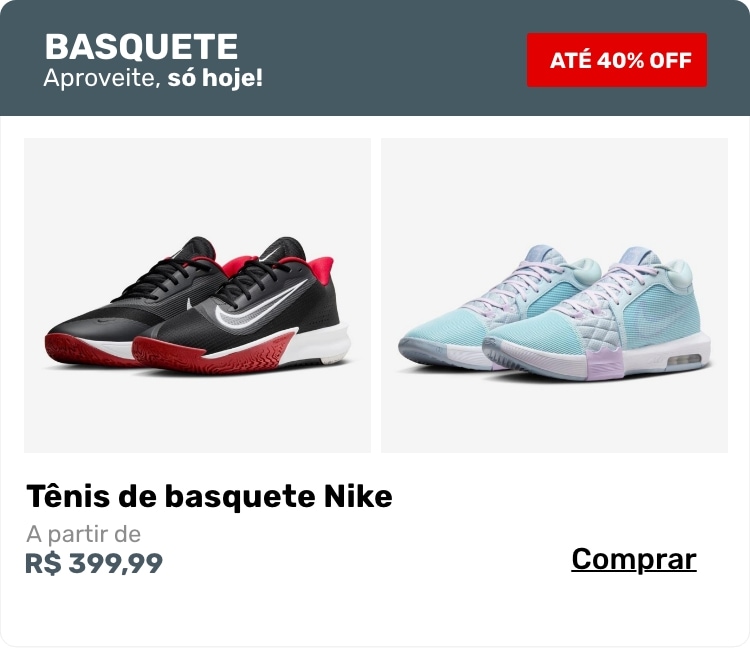 BASQUETE
Aproveite, só hoje!
ATÉ 40% OFF
Tênis de basquete Nike
A partir de
R$ 399,99
Comprar